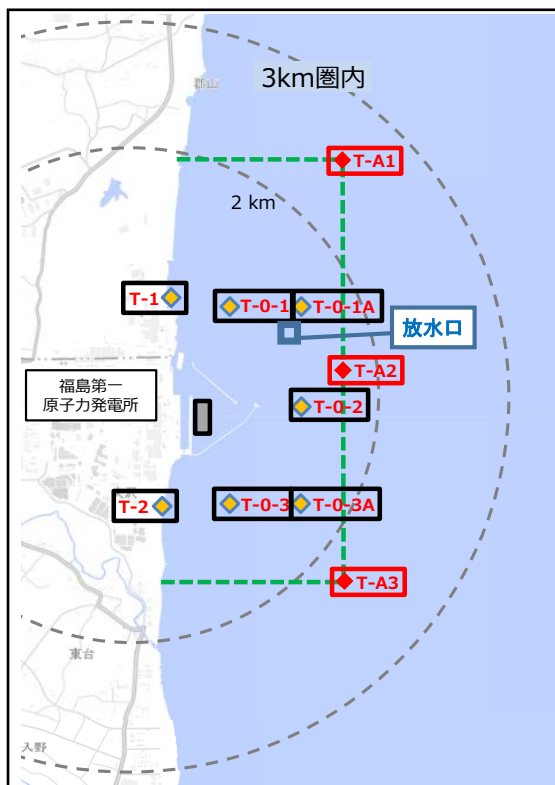 郡山
3km圏内
T-A1
2 km
T-1
T-0-1
T-0-1A
放水口
T-A2
福島第一
原子力発電所
T-0-2
T-2
T-0-3
T-0-3A
T-A3
東台
入野